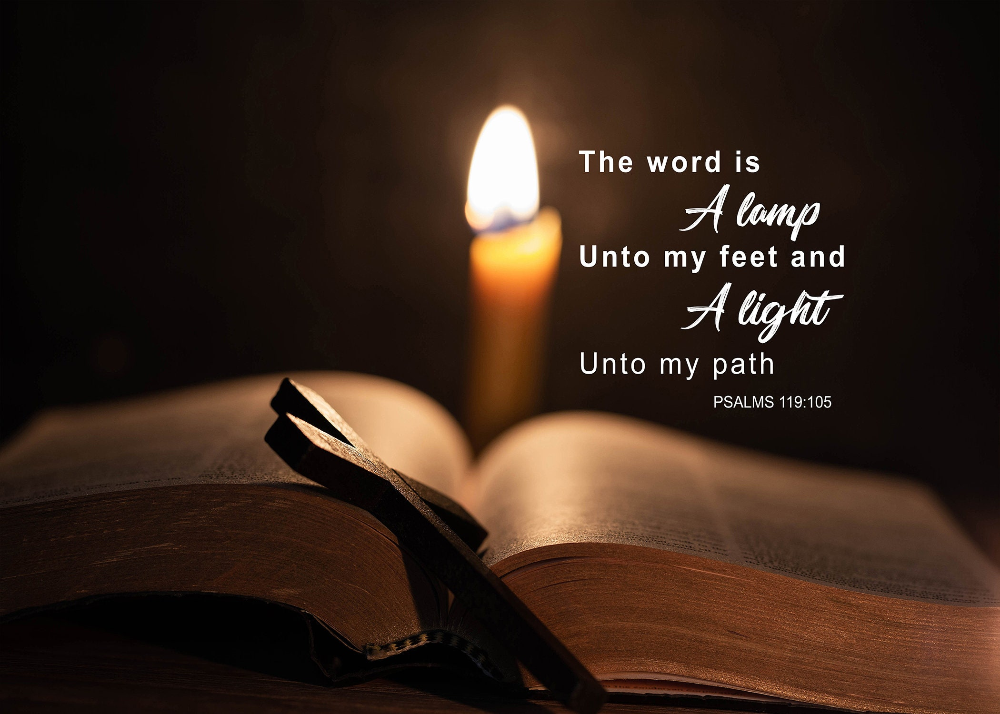 The word is
A lamp
Unto my feet and
A light
Unto my path
PSALMS 119:105